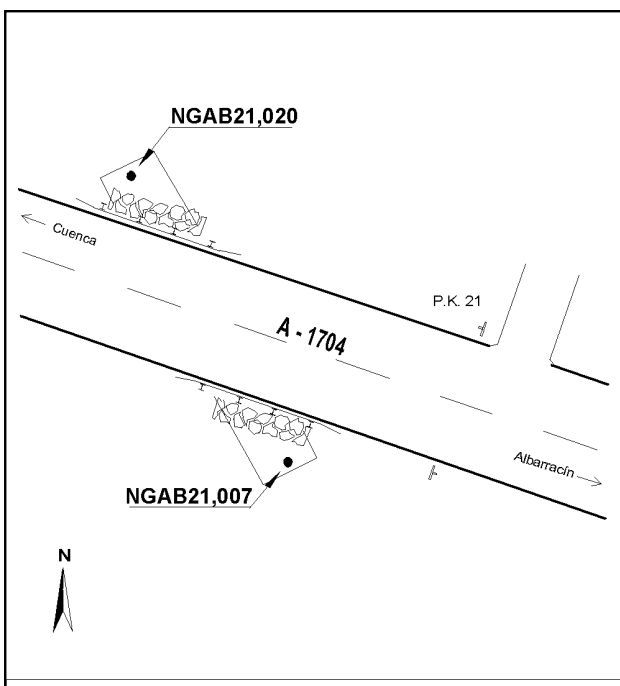 NGAB21,020
Cuenca
P.K. 21
A - 1704
Albarracín
NGAB21,007
N